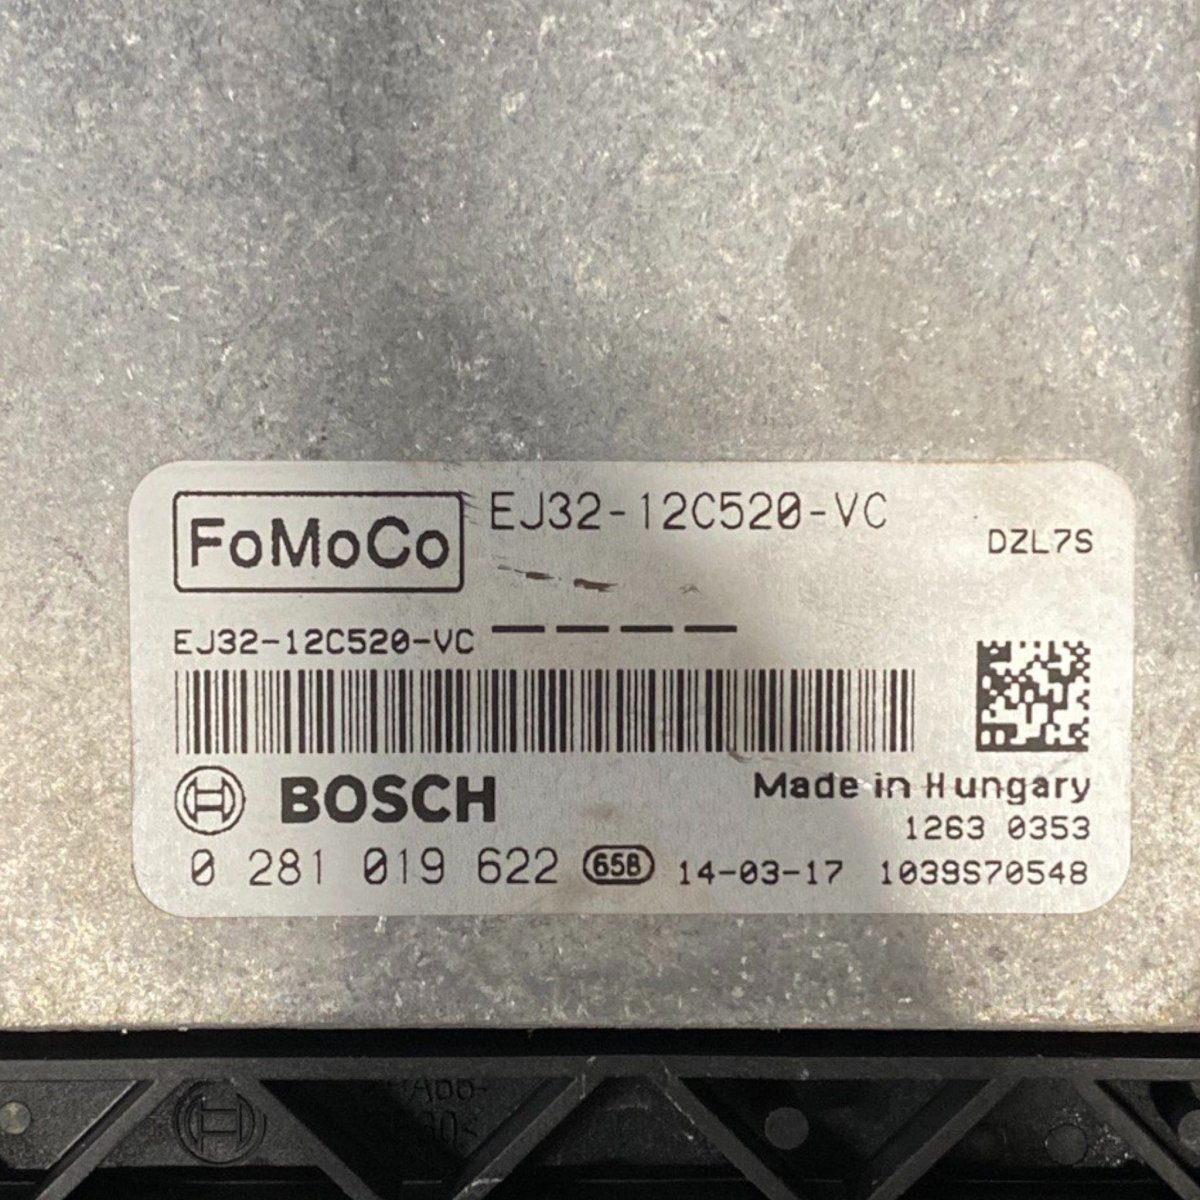 FoMoCo EJ32-12C520-VC
DZL7S
EJ32-12C520-VC
BOSCH
Made in Hungary
1263 0353
0 281 019 622 65B 14-03-17 1039S70548